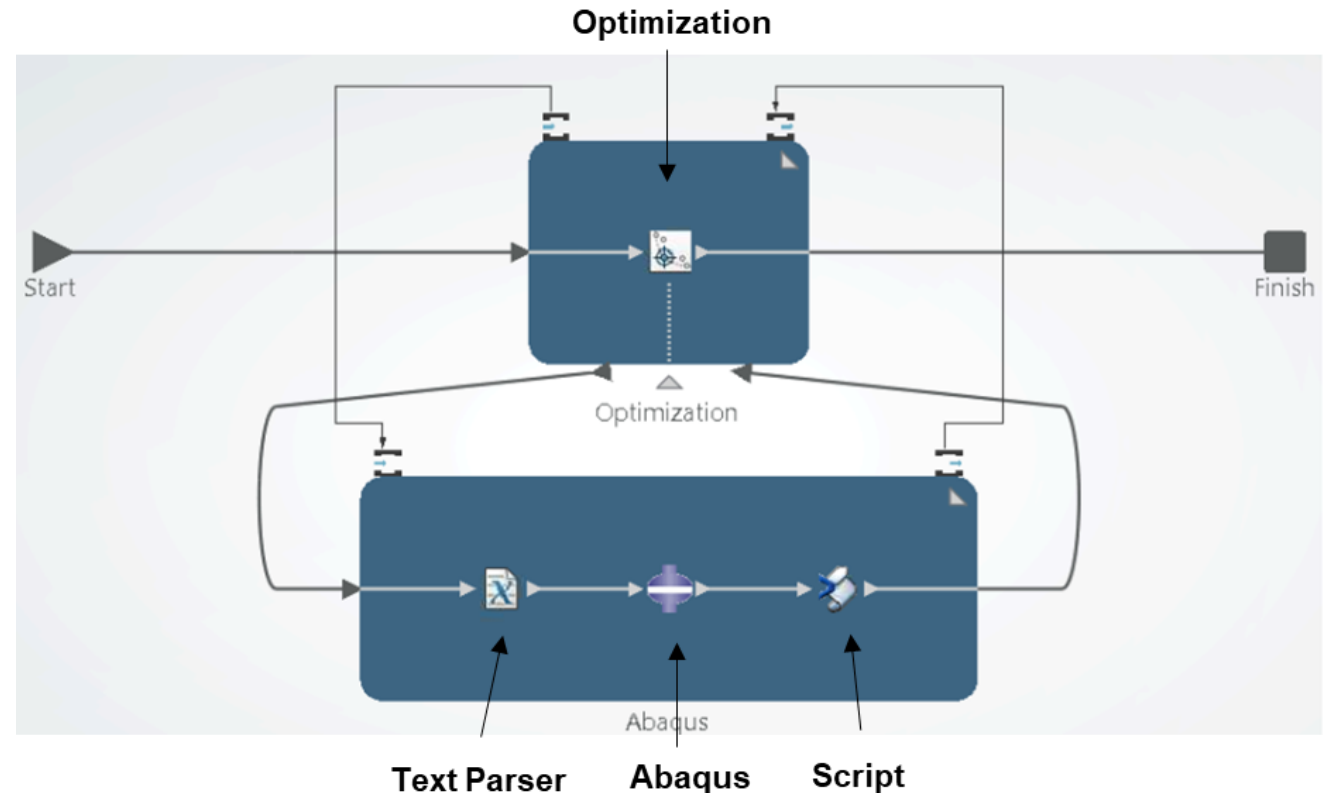 Optimization
Start
Finish
Optimization
Abaqus
Text Parser
Abaqus
Script